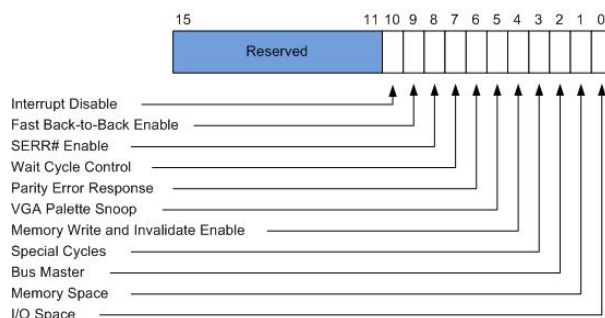 15 11 10 9 8 7 6 5 4 3 2 1 0
Reserved
Interrupt Disable
Fast Back-to-Back Enable
SERR# Enable
Wait Cycle Control
Parity Error Response
VGA Palette Snoop
Memory Write and Invalidate Enable
Special Cycles
Bus Master
Memory Space
I/O Space